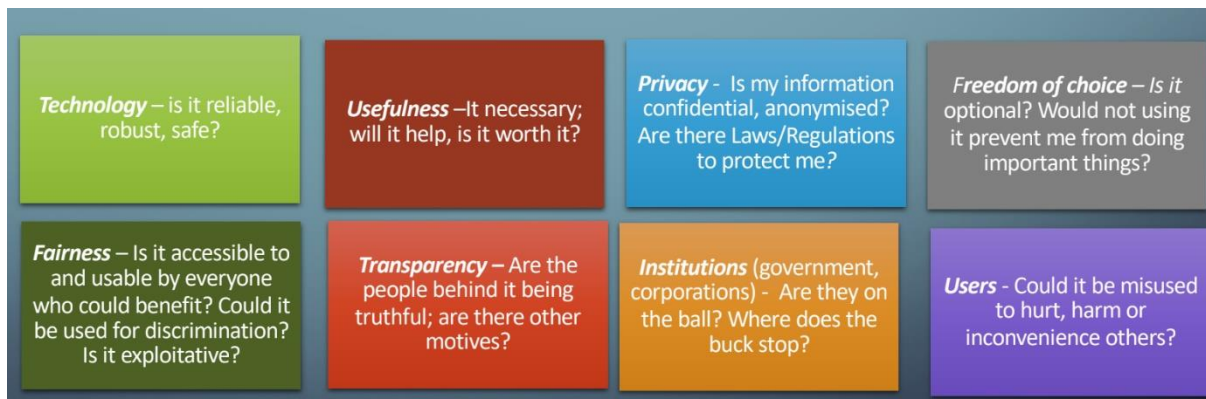 Technology – is it reliable,
robust, safe?
Usefulness –It necessary;
will it help, is it worth it?
Privacy - Is my information
confidential, anonymised?
Are there Laws/Regulations
to protect me?
Freedom of choice – Is it
optional? Would not using
it prevent me from doing
important things?
Fairness – Is it accessible to
and usable by everyone
who could benefit? Could it
be used for discrimination?
Is it exploitative?
Transparency – Are the
people behind it being
truthful; are there other
motives?
Institutions (government,
corporations) - Are they on
the ball? Where does the
buck stop?
Users - Could it be misused
to hurt, harm or
inconvenience others?